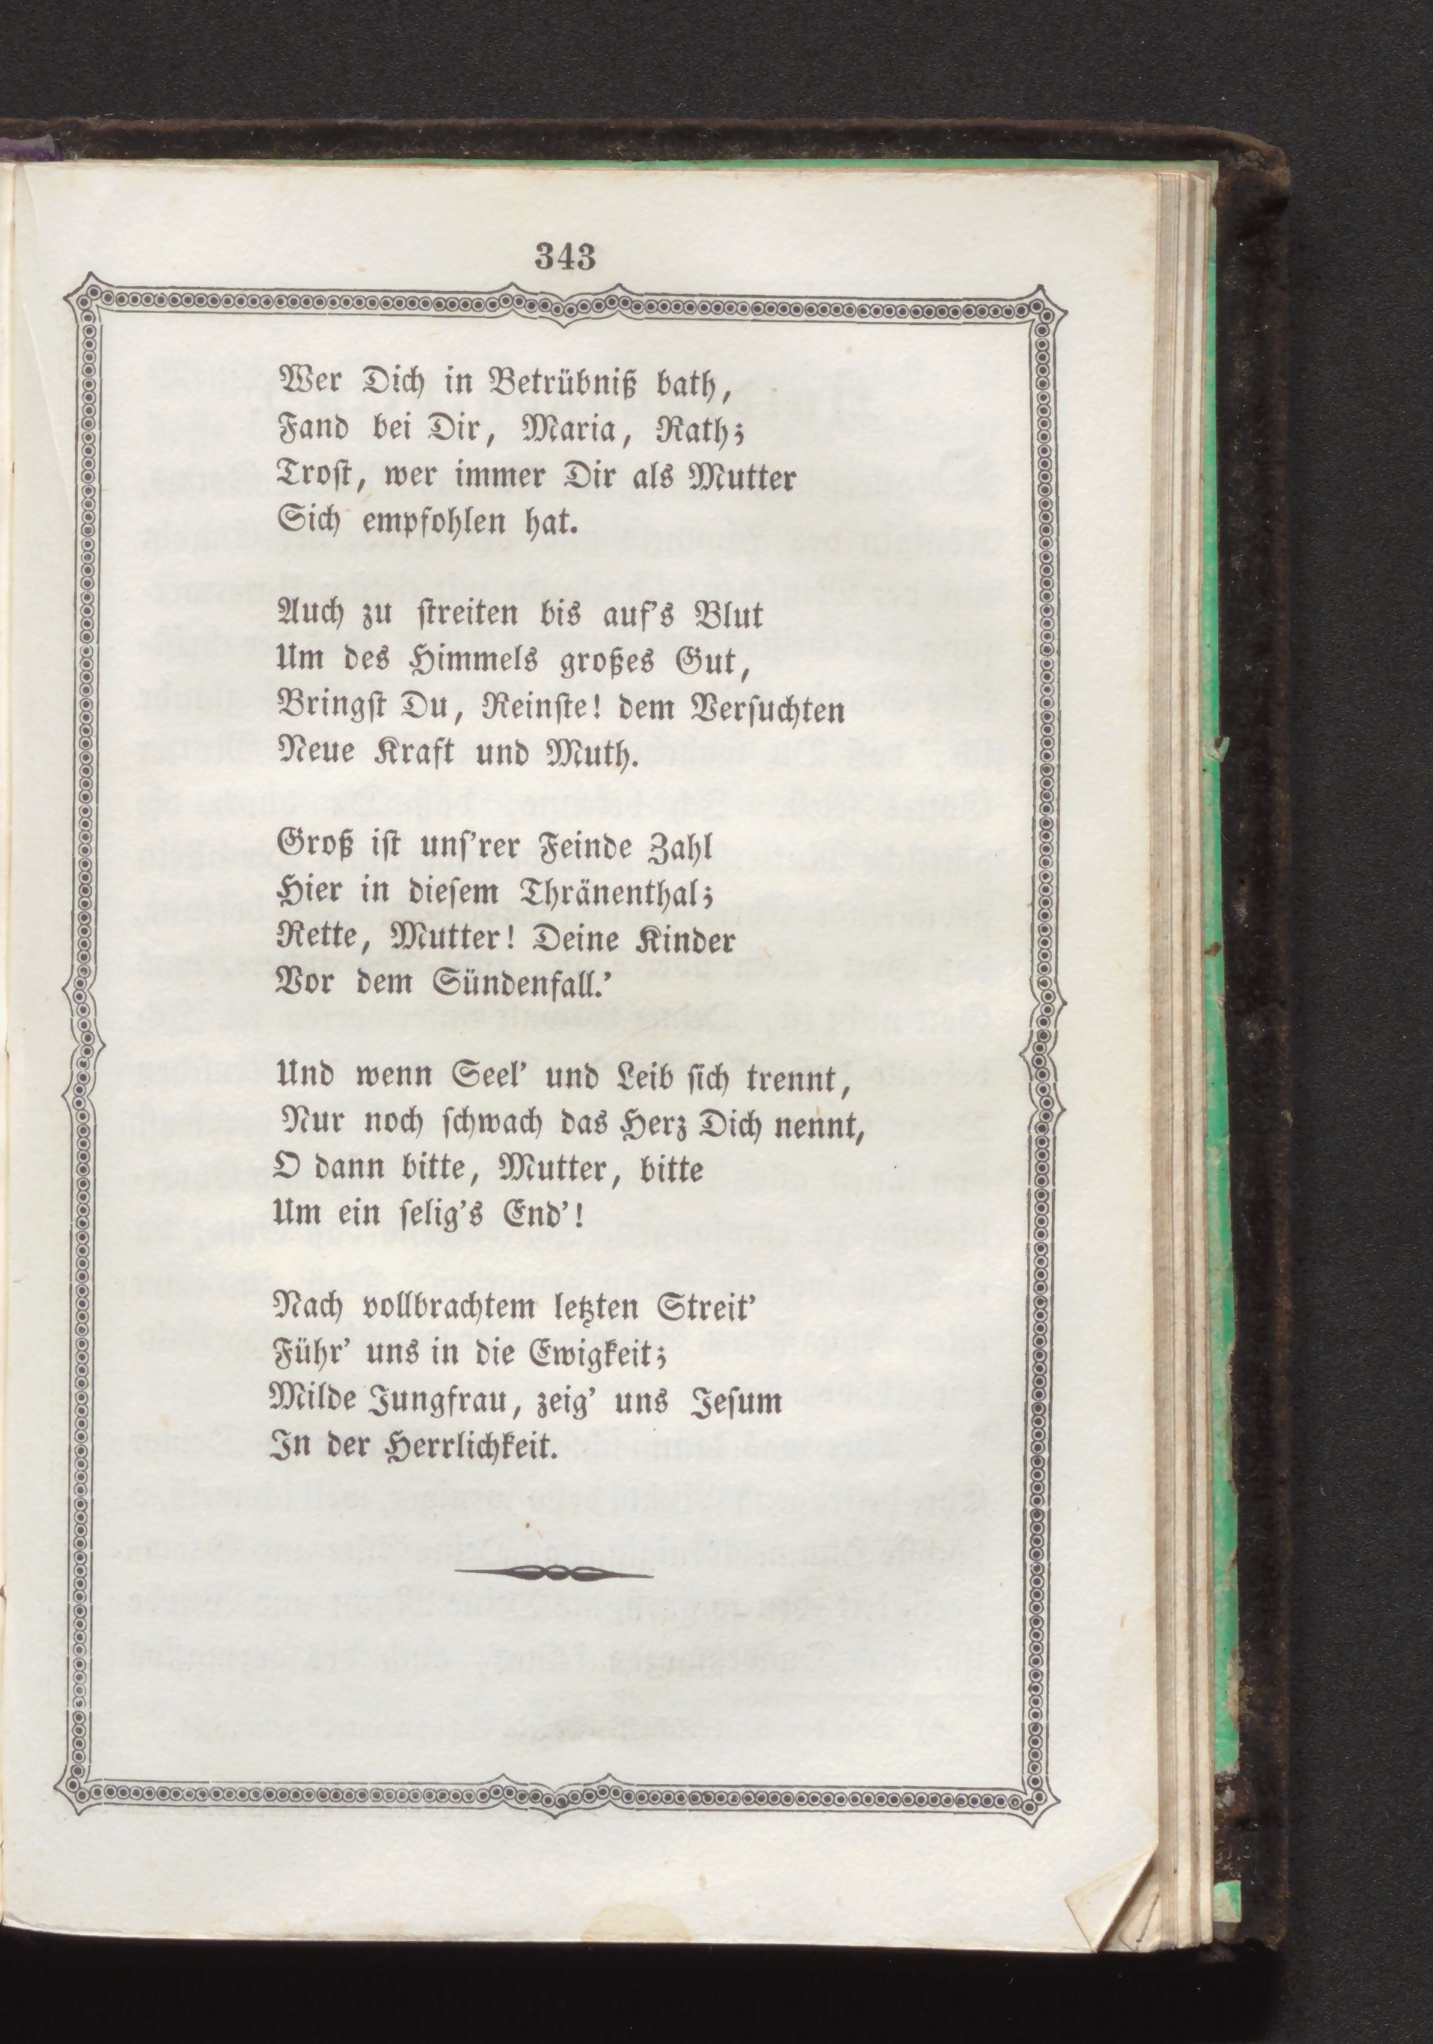 343
Wer Dich in Betrübniß bath,
Fand bei Dir, Maria, Rath;
Troſt, wer immer Dir als Mutter
Sich empfohlen hat.
Auch zu ſtreiten bis auf's Blut
Um des Himmels großes Gut,
Bringſt Du, Reinſte! dem Verſuchten
Neue Kraft und Muth.
Groß iſt unſ'rer Feinde Zahl
Hier in dieſem Thränenthal;
Rette, Mutter! Deine Kinder
Vor dem Sündenfall.'
Und wenn Seel' und Leib ſich trennt,
Nur noch ſchwach das Herz Dich nennt,
O dann bitte, Mutter, bitte
Um ein ſelig's End'!
Nach vollbrachtem letzten Streit'
Führ' uns in die Ewigkeit;
Milde Jungfrau, zeig' uns Jeſum
In der Herrlichkeit.